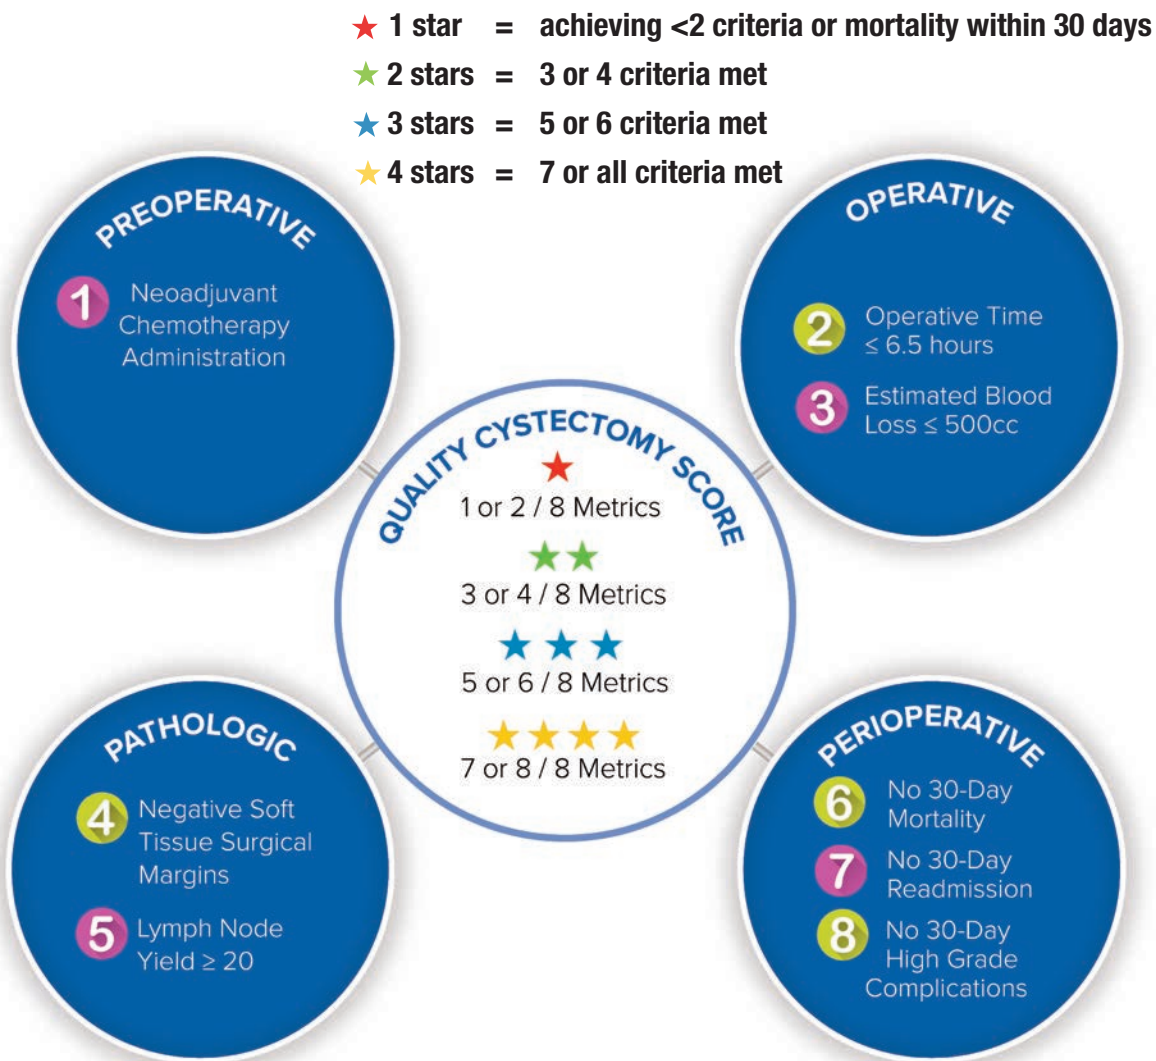 ★ 1 star = achieving <2 criteria or mortality within 30 days
★ 2 stars = 3 or 4 criteria met
★ 3 stars = 5 or 6 criteria met
★ 4 stars = 7 or all criteria met
PREOPERATIVE
1 Neoadjuvant
Chemotherapy
Administration
OPERATIVE
2 Operative Time
≤ 6.5 hours
3 Estimated Blood
Loss ≤ 500cc
QUALITY CYSTECTOMY SCORE
★
1 or 2 / 8 Metrics
★★
3 or 4 / 8 Metrics
★ ★ ★
5 or 6 / 8 Metrics
★★★★
7 or 8 / 8 Metrics
PATHOLOGIC
4 Negative Soft
Tissue Surgical
Margins
5 Lymph Node
Yield ≥ 20
PERIOPERATIVE
6 No 30-Day
Mortality
7 No 30-Day
Readmission
8 No 30-Day
High Grade
Complications